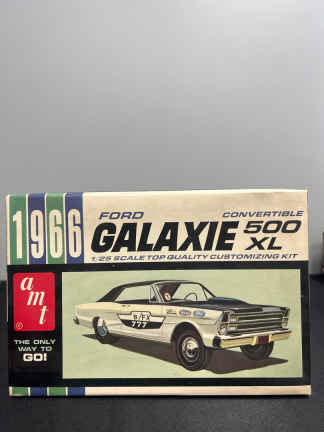 1966
FORD
CONVERTIBLE
GALAXIE 500 XL
1/25 SCALE TOP QUALITY CUSTOMIZING KIT
amt
THE ONLY
WAY TO
GO!
B/FX
777